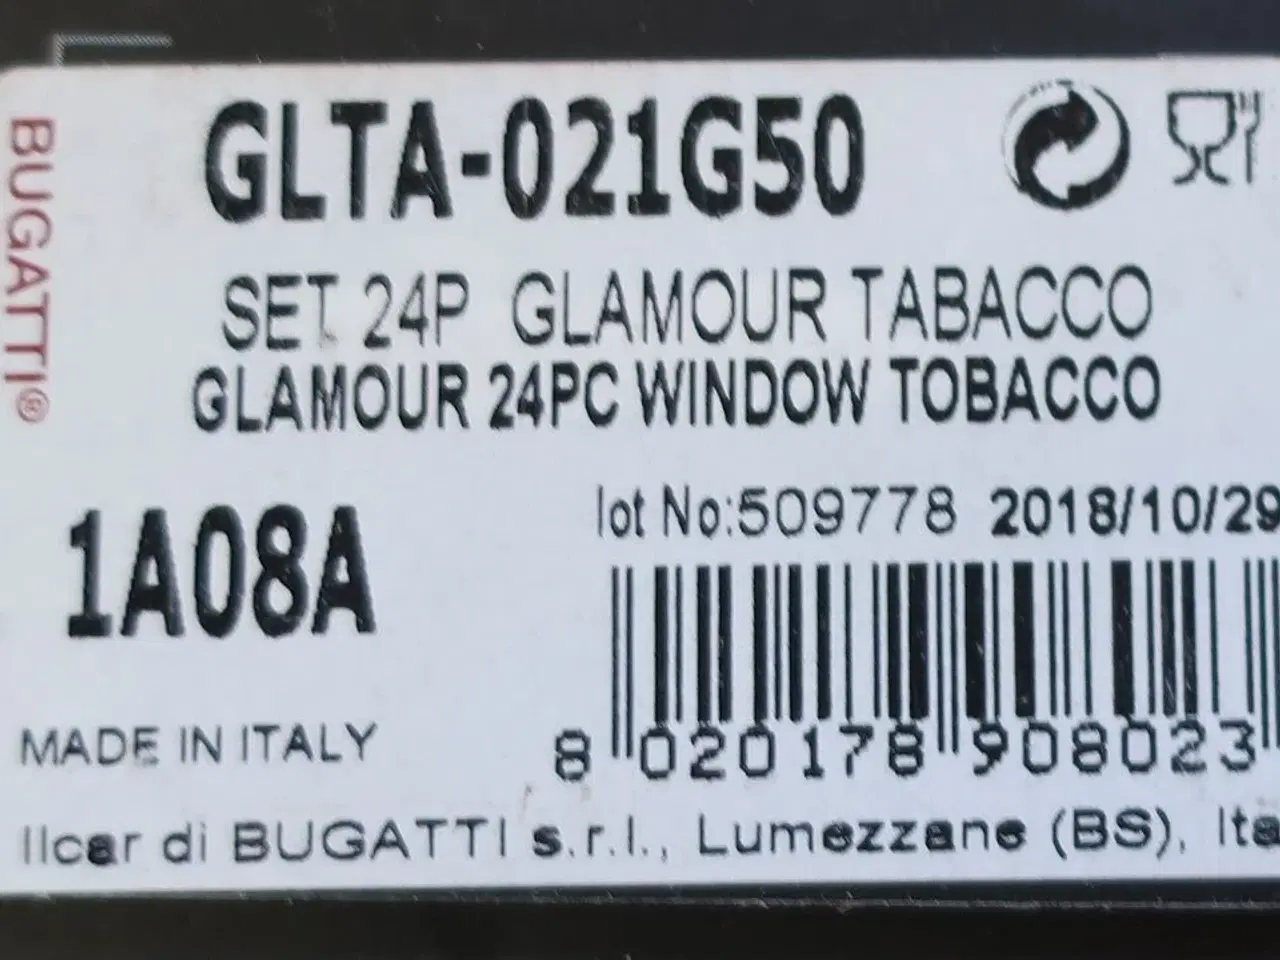 BUGATTI®
GLTA-021G50
SET 24P GLAMOUR TABACCO
GLAMOUR 24PC WINDOW TOBACCO
1A08A
lot No:509778 2018/10/29
8 020178 908023
MADE IN ITALY
Ilcar di BUGATTI s.r.l., Lumezzane (BS), Ita